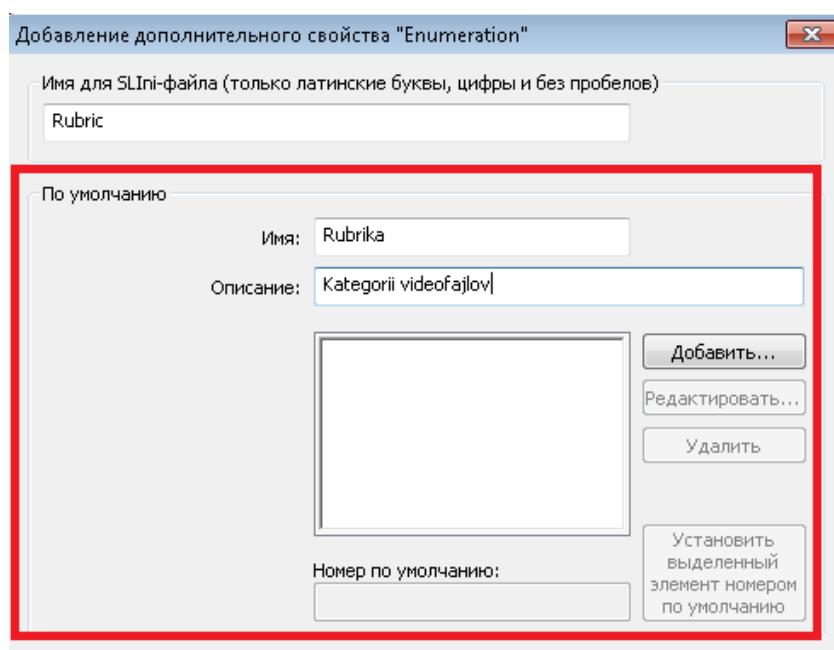 Добавление дополнительного свойства "Enumeration"
Имя для SLIni-файла (только латинские буквы, цифры и без пробелов)
Rubric
По умолчанию
Имя: Rubrika
Описание: Kategorii videofajlov
Добавить...
Редактировать...
Удалить
Номер по умолчанию:
Установить
выделенный
элемент номером
по умолчанию